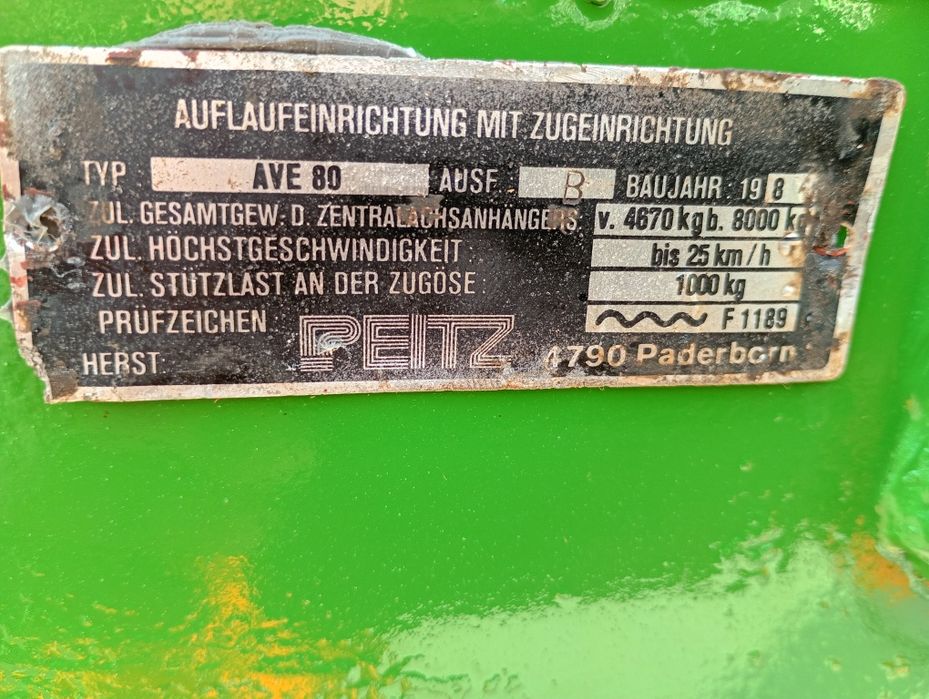 AUFLAUFEINRICHTUNG MIT ZUGEINRICHTUNG
TYP AVE 80 AUSF B BAUJAHR : 19 8
ZUL. GESAMTGEW. D. ZENTRALACHSANHÄNGERS v. 4670 kg b. 8000 kg
ZUL. HÖCHSTGESCHWINDIGKEIT : bis 25 km/h
ZUL. STÜTZLAST AN DER ZUGÖSE : 1000 kg
PRÜFZEICHEN F 1189
HERST PEITZ 4790 Paderborn